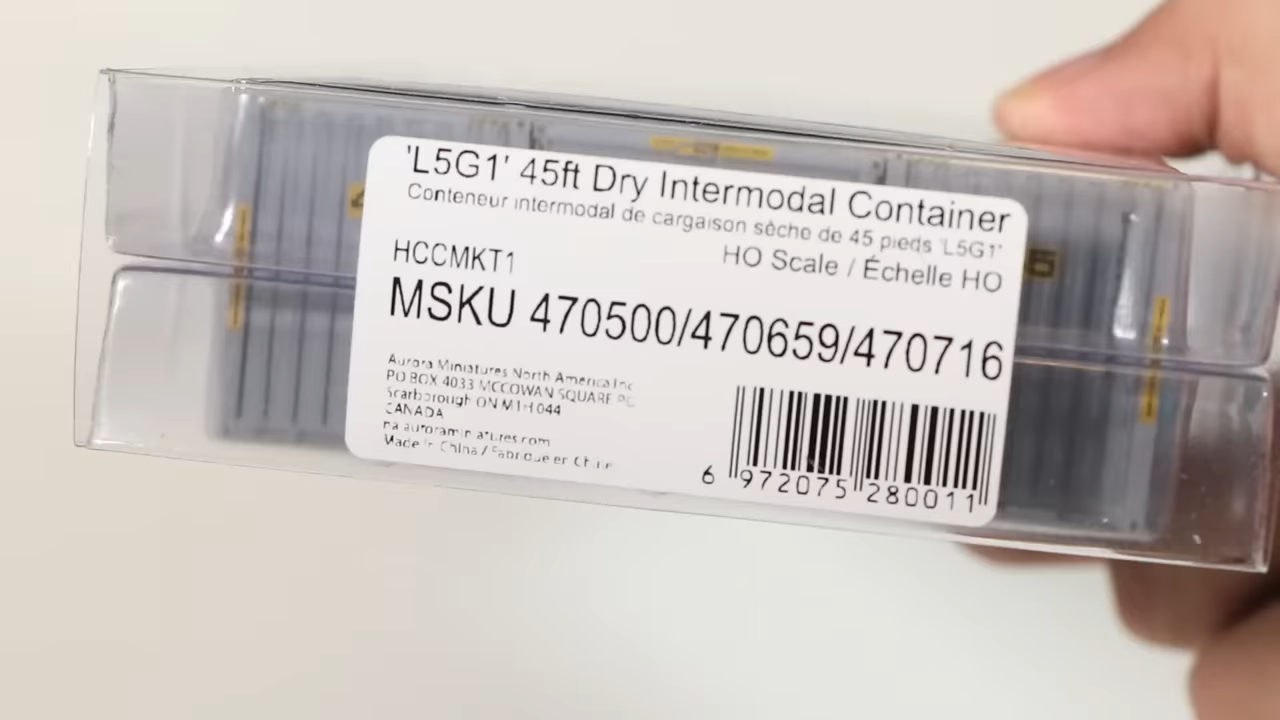 'L5G1' 45ft Dry Intermodal Container
Conteneur intermodal de cargaison sèche de 45 pieds 'L5G1'
HO Scale / Échelle HO
HCCMKT1
MSKU 470500/470659/470716
Aurora Miniatures North America Inc
PO BOX 4033 MCCOWAN SQUARE
Scarborough ON M1H 044
CANADA
na.auroraminiatures.com
Made in China / Fabriqué en Chine
6 972075 280011